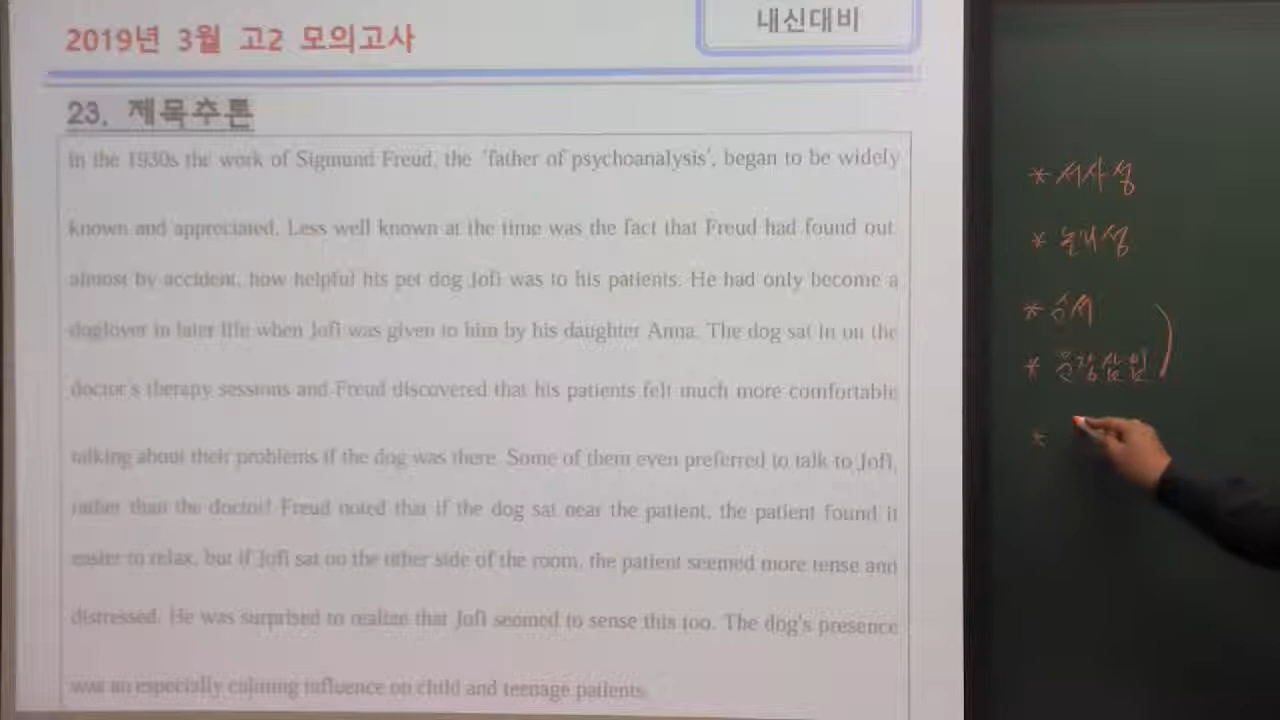 2019년 3월 고2 모의고사
내신대비
23. 제목추론
In the 1930s the work of Sigmund Freud, the 'father of psychoanalysis', began to be widely
known and appreciated. Less well known at the time was the fact that Freud had found out,
almost by accident, how helpful his pet dog Jofi was to his patients. He had only become a
doglover in later life when Jofi was given to him by his daughter Anna. The dog sat in on the
doctor's therapy sessions and Freud discovered that his patients felt much more comfortable
talking about their problems if the dog was there. Some of them even preferred to talk to Jofi,
rather than the doctor! Freud noted that if the dog sat near the patient, the patient found it
easier to relax, but if Jofi sat on the other side of the room, the patient seemed more tense and
distressed. He was surprised to realize that Jofi seemed to sense this too. The dog's presence
was an especially calming influence on child and teenage patients.
* 서사성
* 논리성
* 순서
* 문장삽입
*